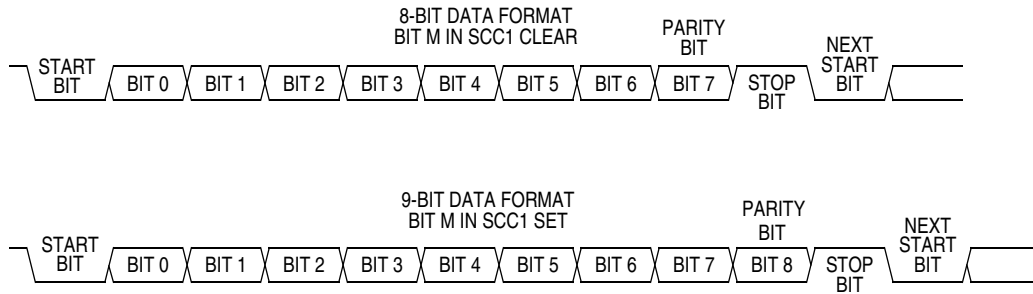 8-BIT DATA FORMAT
BIT M IN SCC1 CLEAR
PARITY
BIT
START
BIT
BIT 0
BIT 1
BIT 2
BIT 3
BIT 4
BIT 5
BIT 6
BIT 7
STOP
BIT
NEXT
START
BIT
9-BIT DATA FORMAT
BIT M IN SCC1 SET
PARITY
BIT
START
BIT
BIT 0
BIT 1
BIT 2
BIT 3
BIT 4
BIT 5
BIT 6
BIT 7
BIT 8
STOP
BIT
NEXT
START
BIT